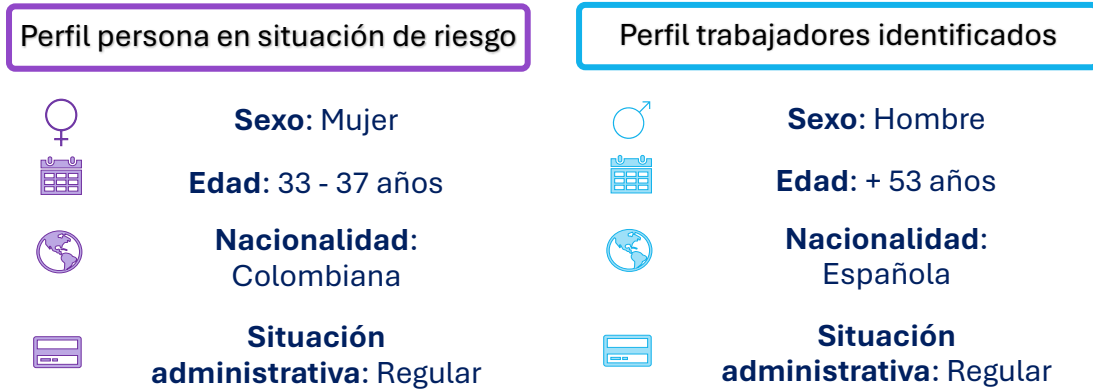 Perfil persona en situación de riesgo
Sexo: Mujer
Edad: 33 - 37 años
Nacionalidad:
Colombiana
Situación
administrativa: Regular
Perfil trabajadores identificados
Sexo: Hombre
Edad: + 53 años
Nacionalidad:
Española
Situación
administrativa: Regular